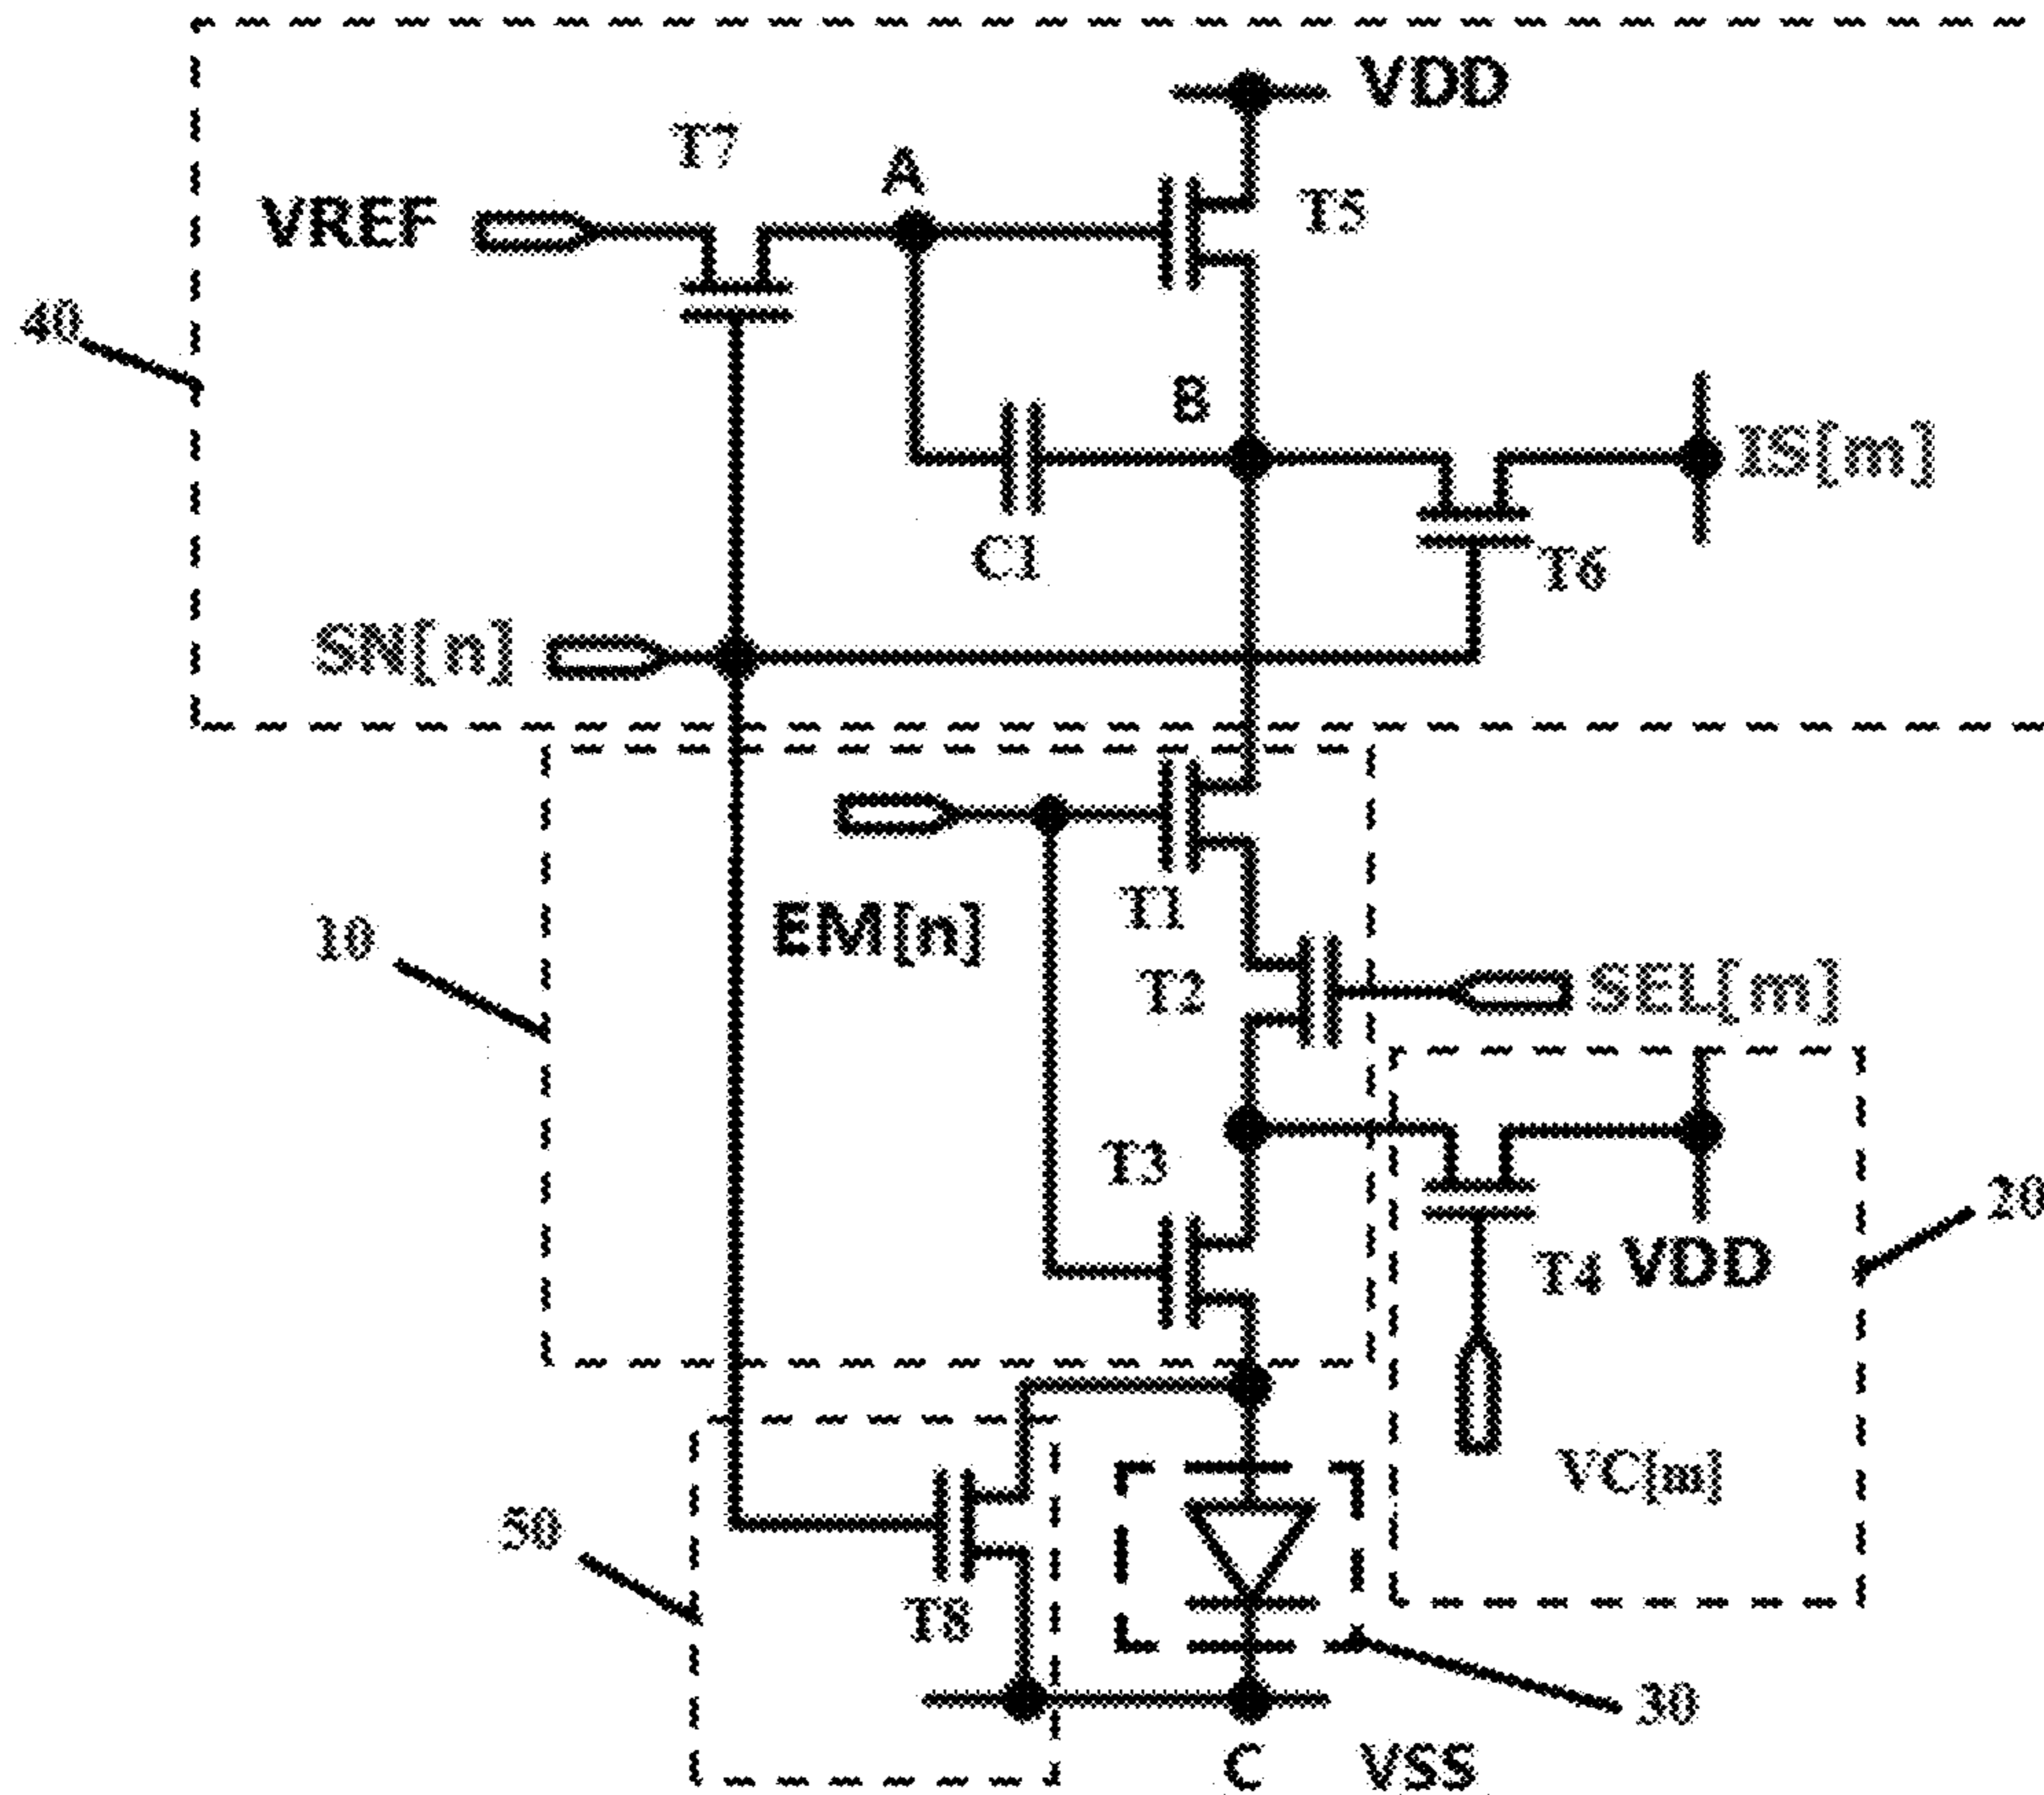 VDD
T7
A
VREF
T5
40
B
IS[m]
C1
T6
SN[n]
T1
EM[n]
10
T2
SEL[m]
T3
20
T4 VDD
VC[m]
50
T8
30
C VSS